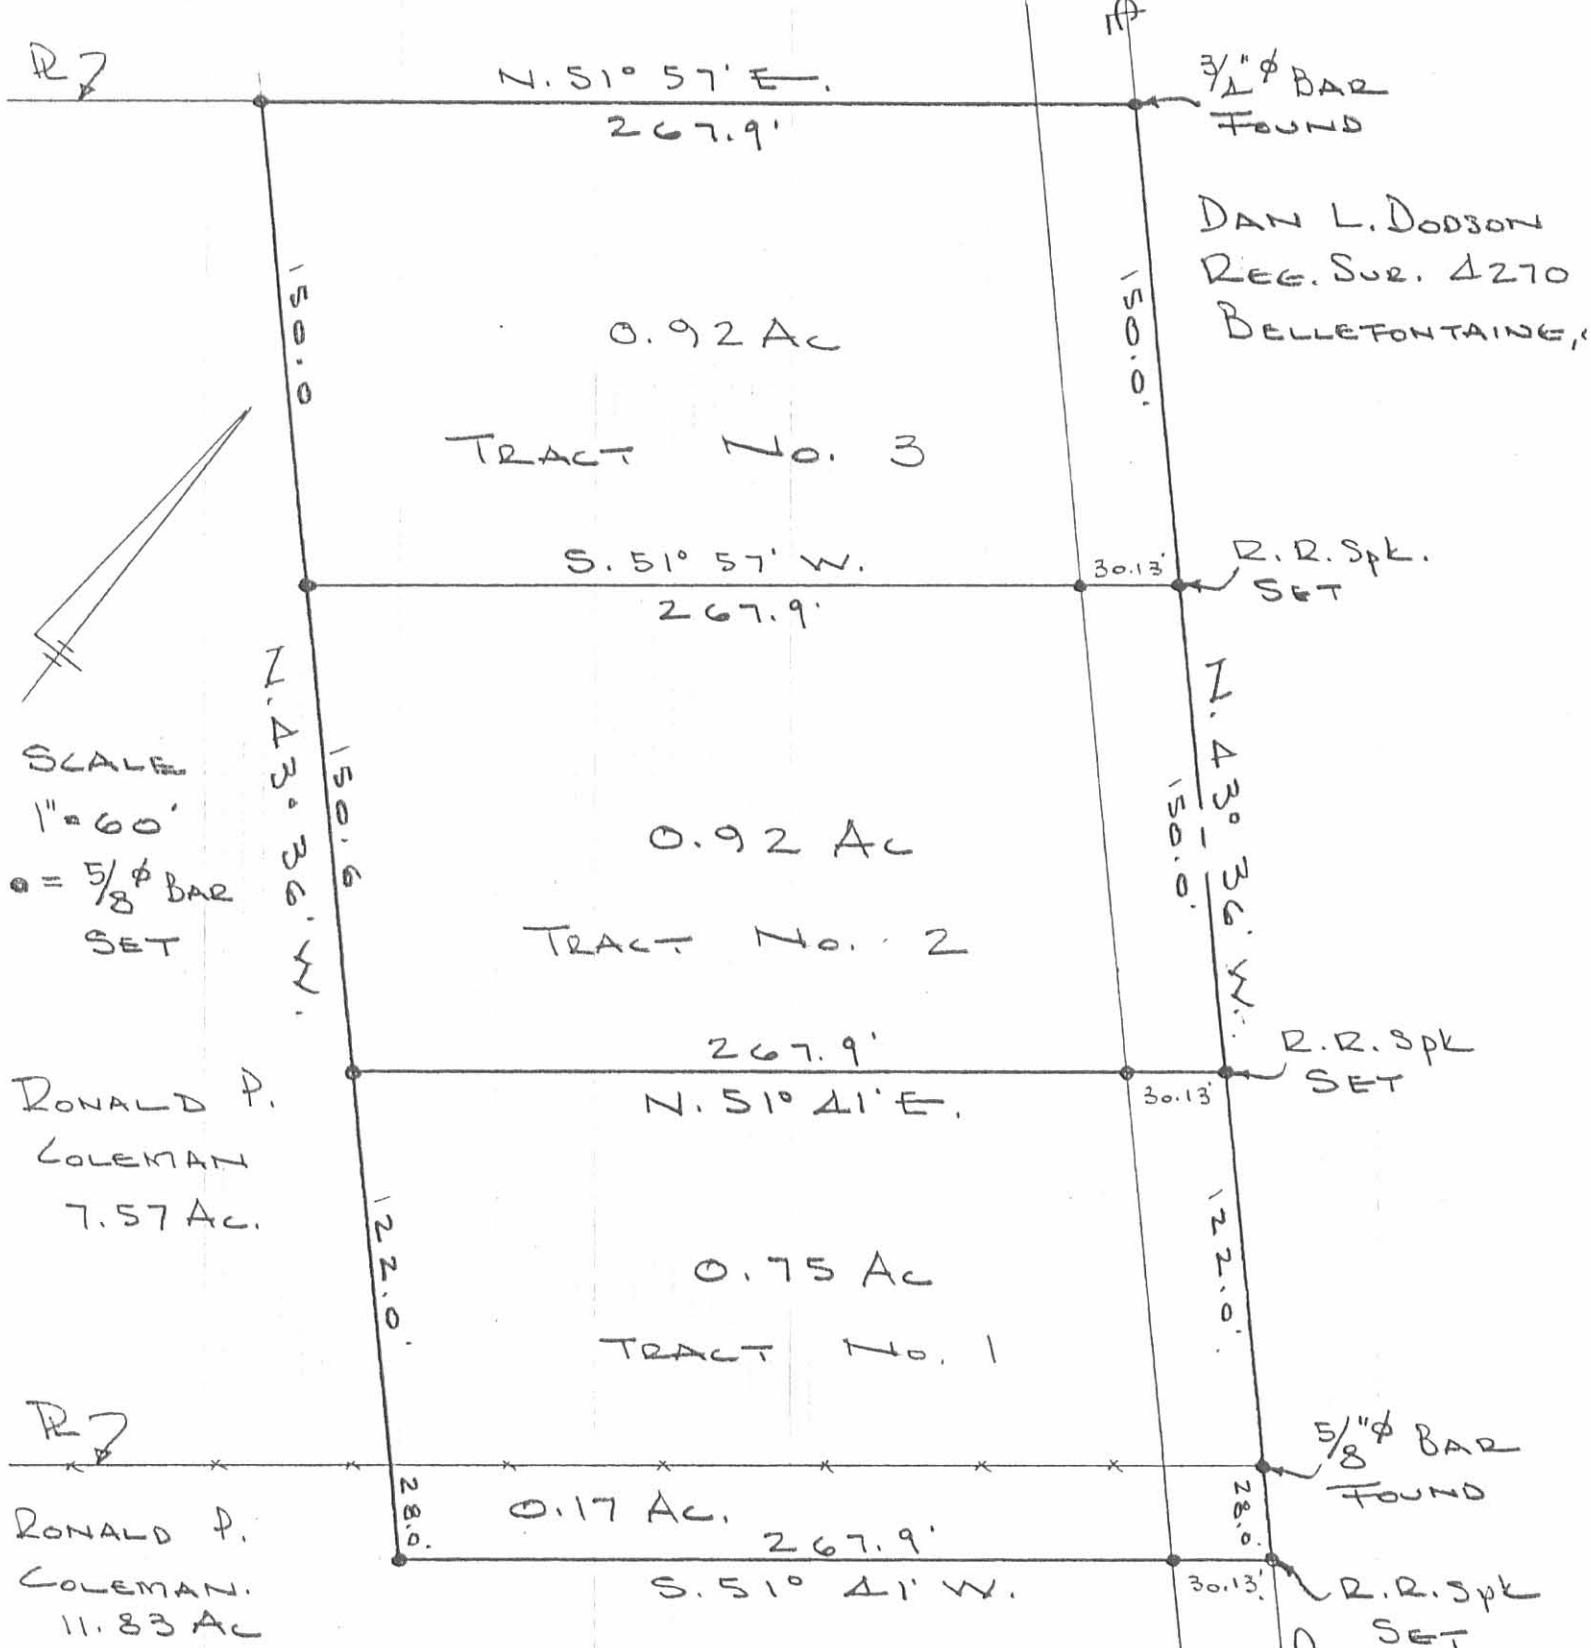 PL
N. 51° 57' E.
267.9'
3/4"ϕ BAR
FOUND
DAN L. DODSON
REG. SUR. 4270
BELLEFONTAINE,
150.0
150.0'
0.92 Ac
TRACT No. 3
S. 51° 57' W.
30.13'
267.9'
R.R. Spk.
SET
SCALE
1"=60'
= 5/8ϕ BAR
SET
N. 43° 36' W.
150.6
0.92 Ac
TRACT No. 2
150.0'
N. 43° 36' W.
267.9'
N. 51° 41' E.
30.13'
R.R. Spk
SET
RONALD P.
COLEMAN
7.57 Ac.
122.0'
122.0'
0.75 Ac
TRACT No. 1
PL
5/8"ϕ BAR
FOUND
28.0'
0.17 Ac.
28.0'
267.9'
S. 51° 41' W.
30.13'
R.R. Spk
SET
RONALD P.
COLEMAN.
11.83 Ac